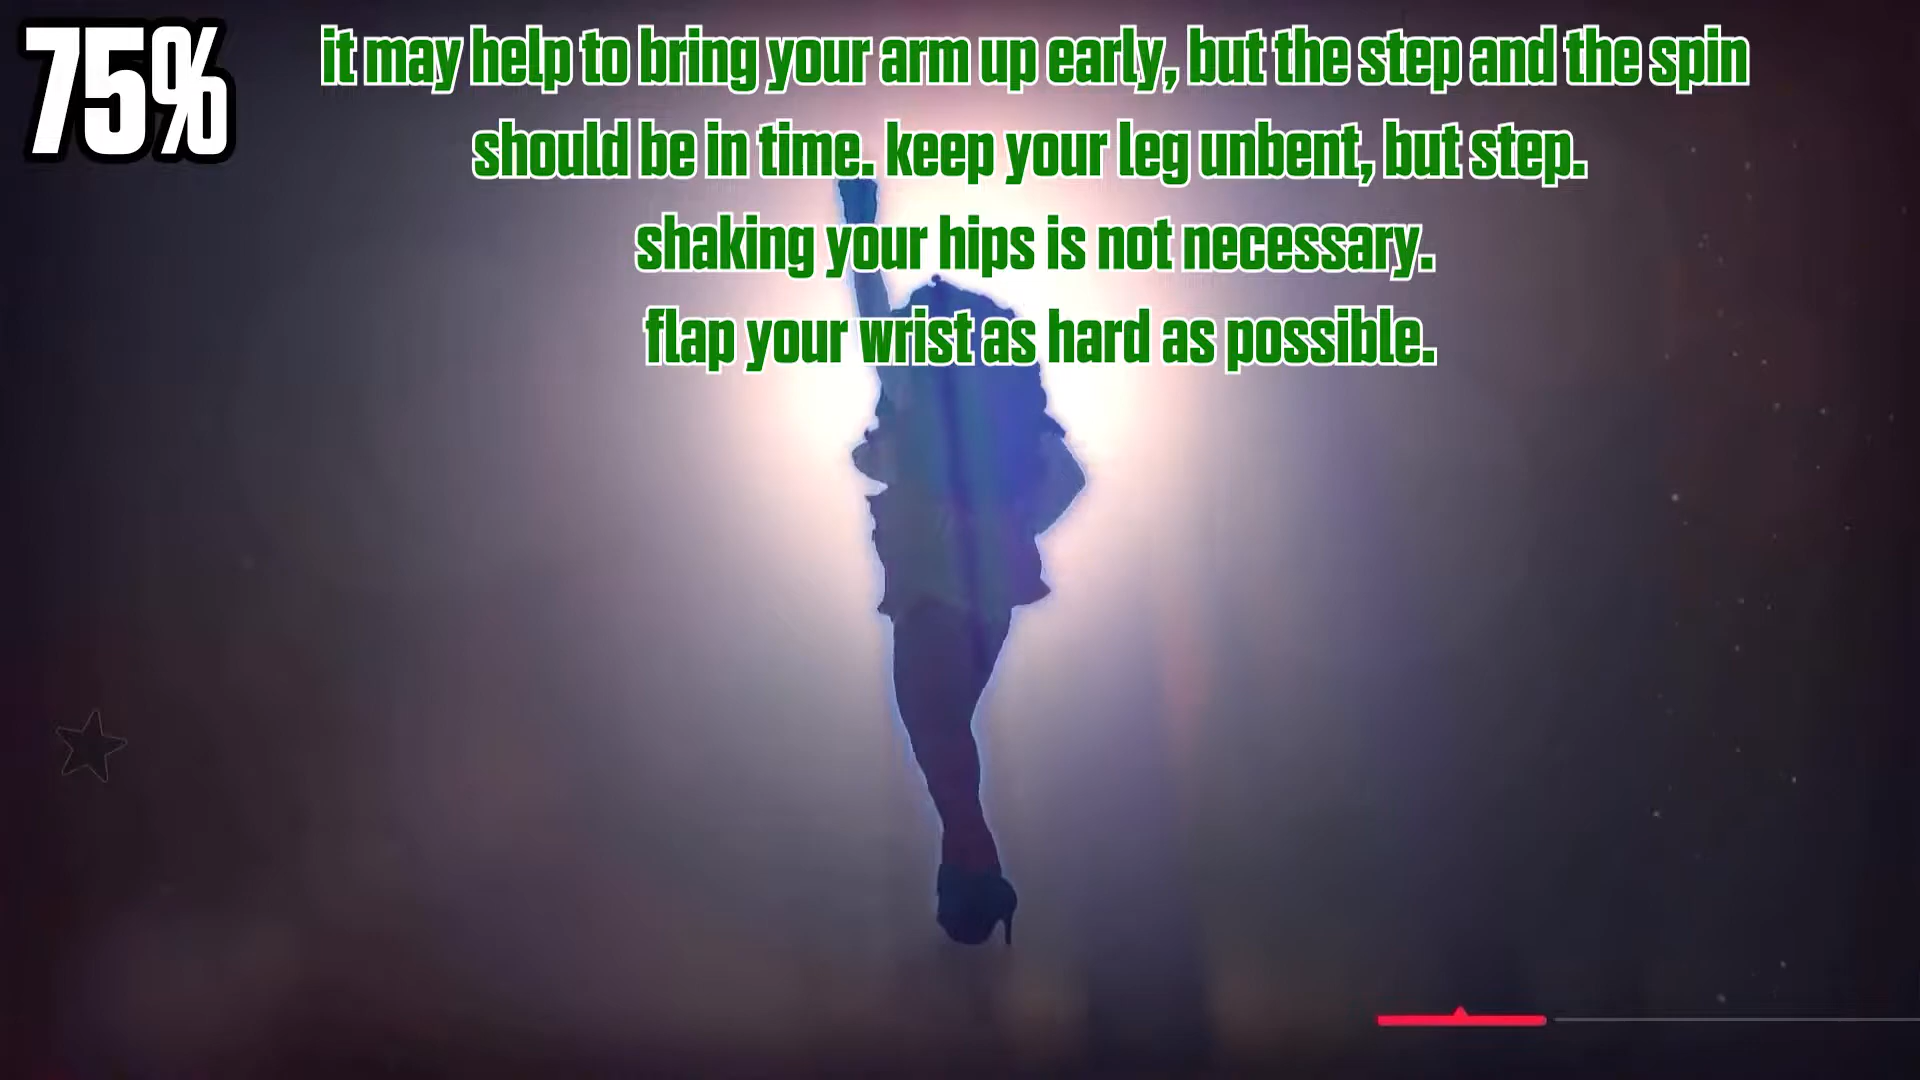 75%
it may help to bring your arm up early, but the step and the spin
should be in time. keep your leg unbent, but step.
shaking your hips is not necessary.
flap your wrist as hard as possible.